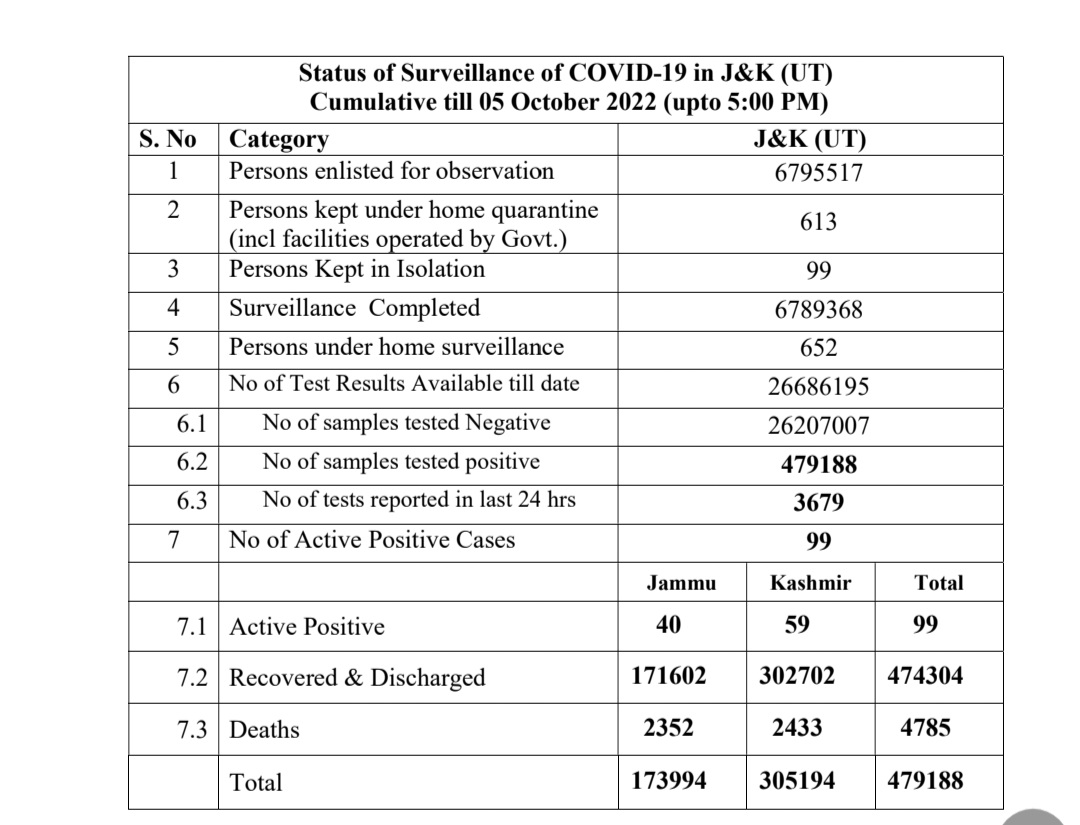 Status of Surveillance of COVID-19 in J&K (UT)
Cumulative till 05 October 2022 (upto 5:00 PM)
S. No Category J&K (UT)
1 Persons enlisted for observation 6795517
2 Persons kept under home quarantine
(incl facilities operated by Govt.) 613
3 Persons Kept in Isolation 99
4 Surveillance Completed 6789368
5 Persons under home surveillance 652
6 No of Test Results Available till date 26686195
6.1 No of samples tested Negative 26207007
6.2 No of samples tested positive 479188
6.3 No of tests reported in last 24 hrs 3679
7 No of Active Positive Cases 99
Jammu Kashmir Total
7.1 Active Positive 40 59 99
7.2 Recovered & Discharged 171602 302702 474304
7.3 Deaths 2352 2433 4785
Total 173994 305194 479188